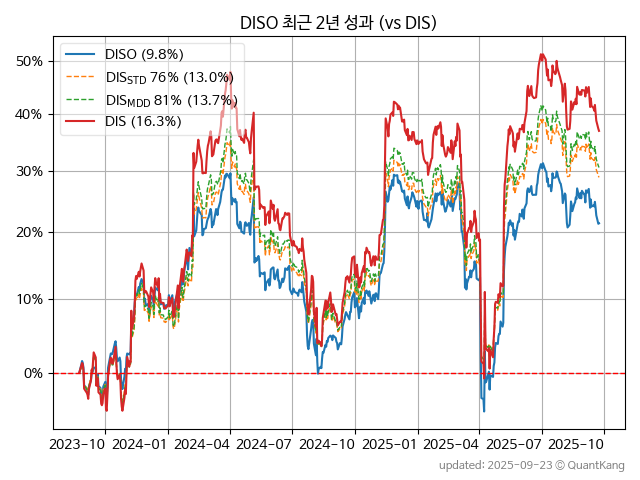 DISO 최근 2년 성과 (vs DIS)
DISO (9.8%)
DIS_STD 76% (13.0%)
DIS_MDD 81% (13.7%)
DIS (16.3%)
50%
40%
30%
20%
10%
0%
2023-10 2024-01 2024-04 2024-07 2024-10 2025-01 2025-04 2025-07 2025-10
updated: 2025-09-23 © QuantKang